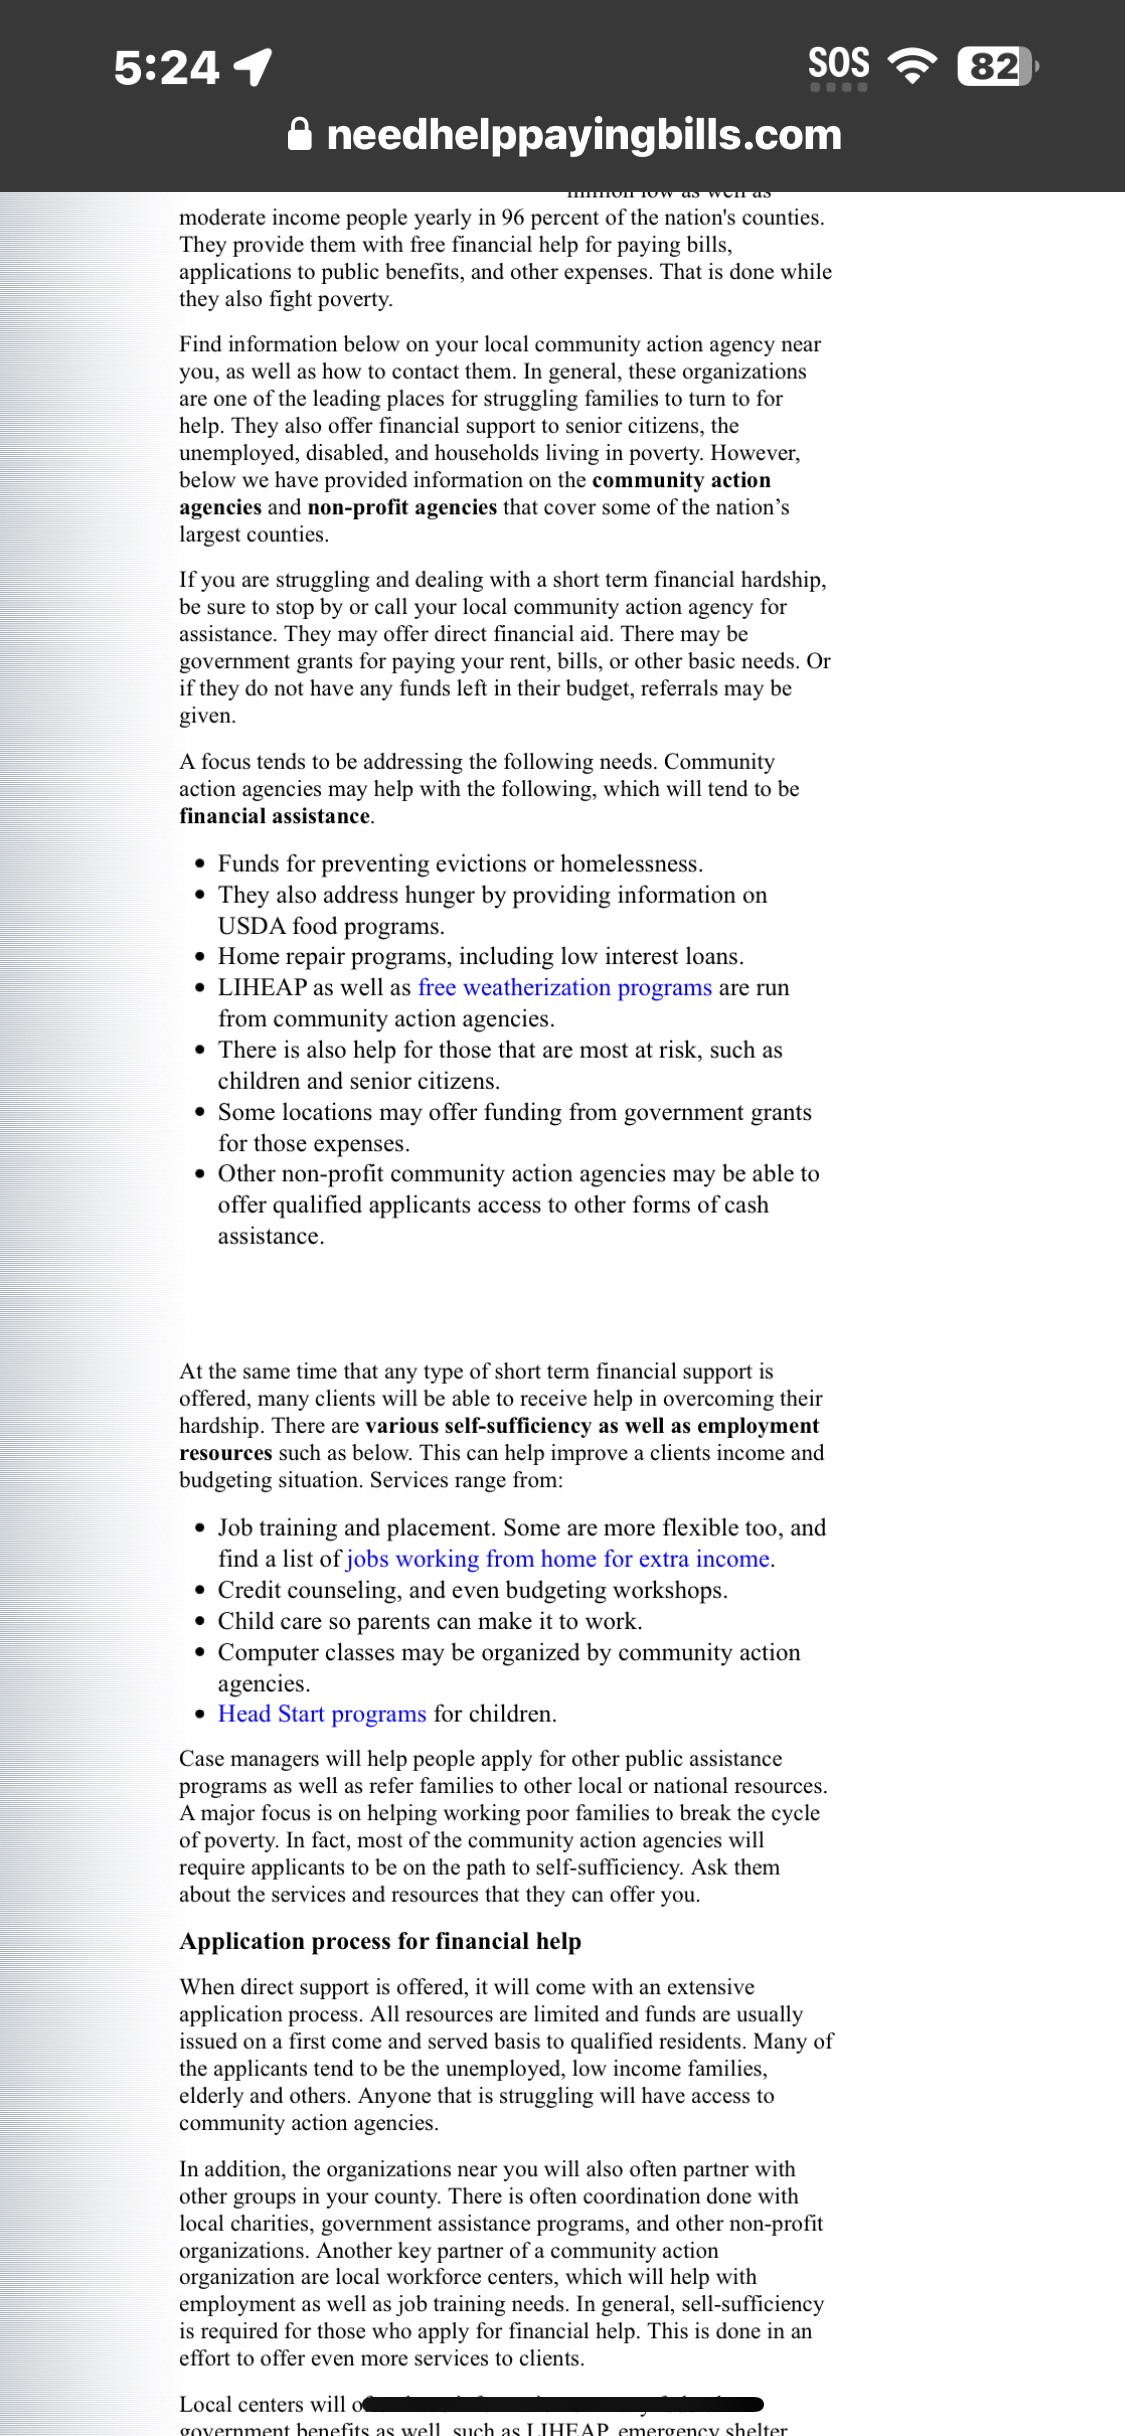 5:24
SOS
82
needhelppayingbills.com
million low as well as
moderate income people yearly in 96 percent of the nation's counties.
They provide them with free financial help for paying bills,
applications to public benefits, and other expenses. That is done while
they also fight poverty.
Find information below on your local community action agency near
you, as well as how to contact them. In general, these organizations
are one of the leading places for struggling families to turn to for
help. They also offer financial support to senior citizens, the
unemployed, disabled, and households living in poverty. However,
below we have provided information on the community action
agencies and non-profit agencies that cover some of the nation’s
largest counties.
If you are struggling and dealing with a short term financial hardship,
be sure to stop by or call your local community action agency for
assistance. They may offer direct financial aid. There may be
government grants for paying your rent, bills, or other basic needs. Or
if they do not have any funds left in their budget, referrals may be
given.
A focus tends to be addressing the following needs. Community
action agencies may help with the following, which will tend to be
financial assistance.
• Funds for preventing evictions or homelessness.
• They also address hunger by providing information on
USDA food programs.
• Home repair programs, including low interest loans.
• LIHEAP as well as free weatherization programs are run
from community action agencies.
• There is also help for those that are most at risk, such as
children and senior citizens.
• Some locations may offer funding from government grants
for those expenses.
• Other non-profit community action agencies may be able to
offer qualified applicants access to other forms of cash
assistance.
At the same time that any type of short term financial support is
offered, many clients will be able to receive help in overcoming their
hardship. There are various self-sufficiency as well as employment
resources such as below. This can help improve a clients income and
budgeting situation. Services range from:
• Job training and placement. Some are more flexible too, and
find a list of jobs working from home for extra income.
• Credit counseling, and even budgeting workshops.
• Child care so parents can make it to work.
• Computer classes may be organized by community action
agencies.
• Head Start programs for children.
Case managers will help people apply for other public assistance
programs as well as refer families to other local or national resources.
A major focus is on helping working poor families to break the cycle
of poverty. In fact, most of the community action agencies will
require applicants to be on the path to self-sufficiency. Ask them
about the services and resources that they can offer you.
Application process for financial help
When direct support is offered, it will come with an extensive
application process. All resources are limited and funds are usually
issued on a first come and served basis to qualified residents. Many of
the applicants tend to be the unemployed, low income families,
elderly and others. Anyone that is struggling will have access to
community action agencies.
In addition, the organizations near you will also often partner with
other groups in your county. There is often coordination done with
local charities, government assistance programs, and other non-profit
organizations. Another key partner of a community action
organization are local workforce centers, which will help with
employment as well as job training needs. In general, sell-sufficiency
is required for those who apply for financial help. This is done in an
effort to offer even more services to clients.
Local centers will
government benefits as well, such as LIHEAP, emergency shelter